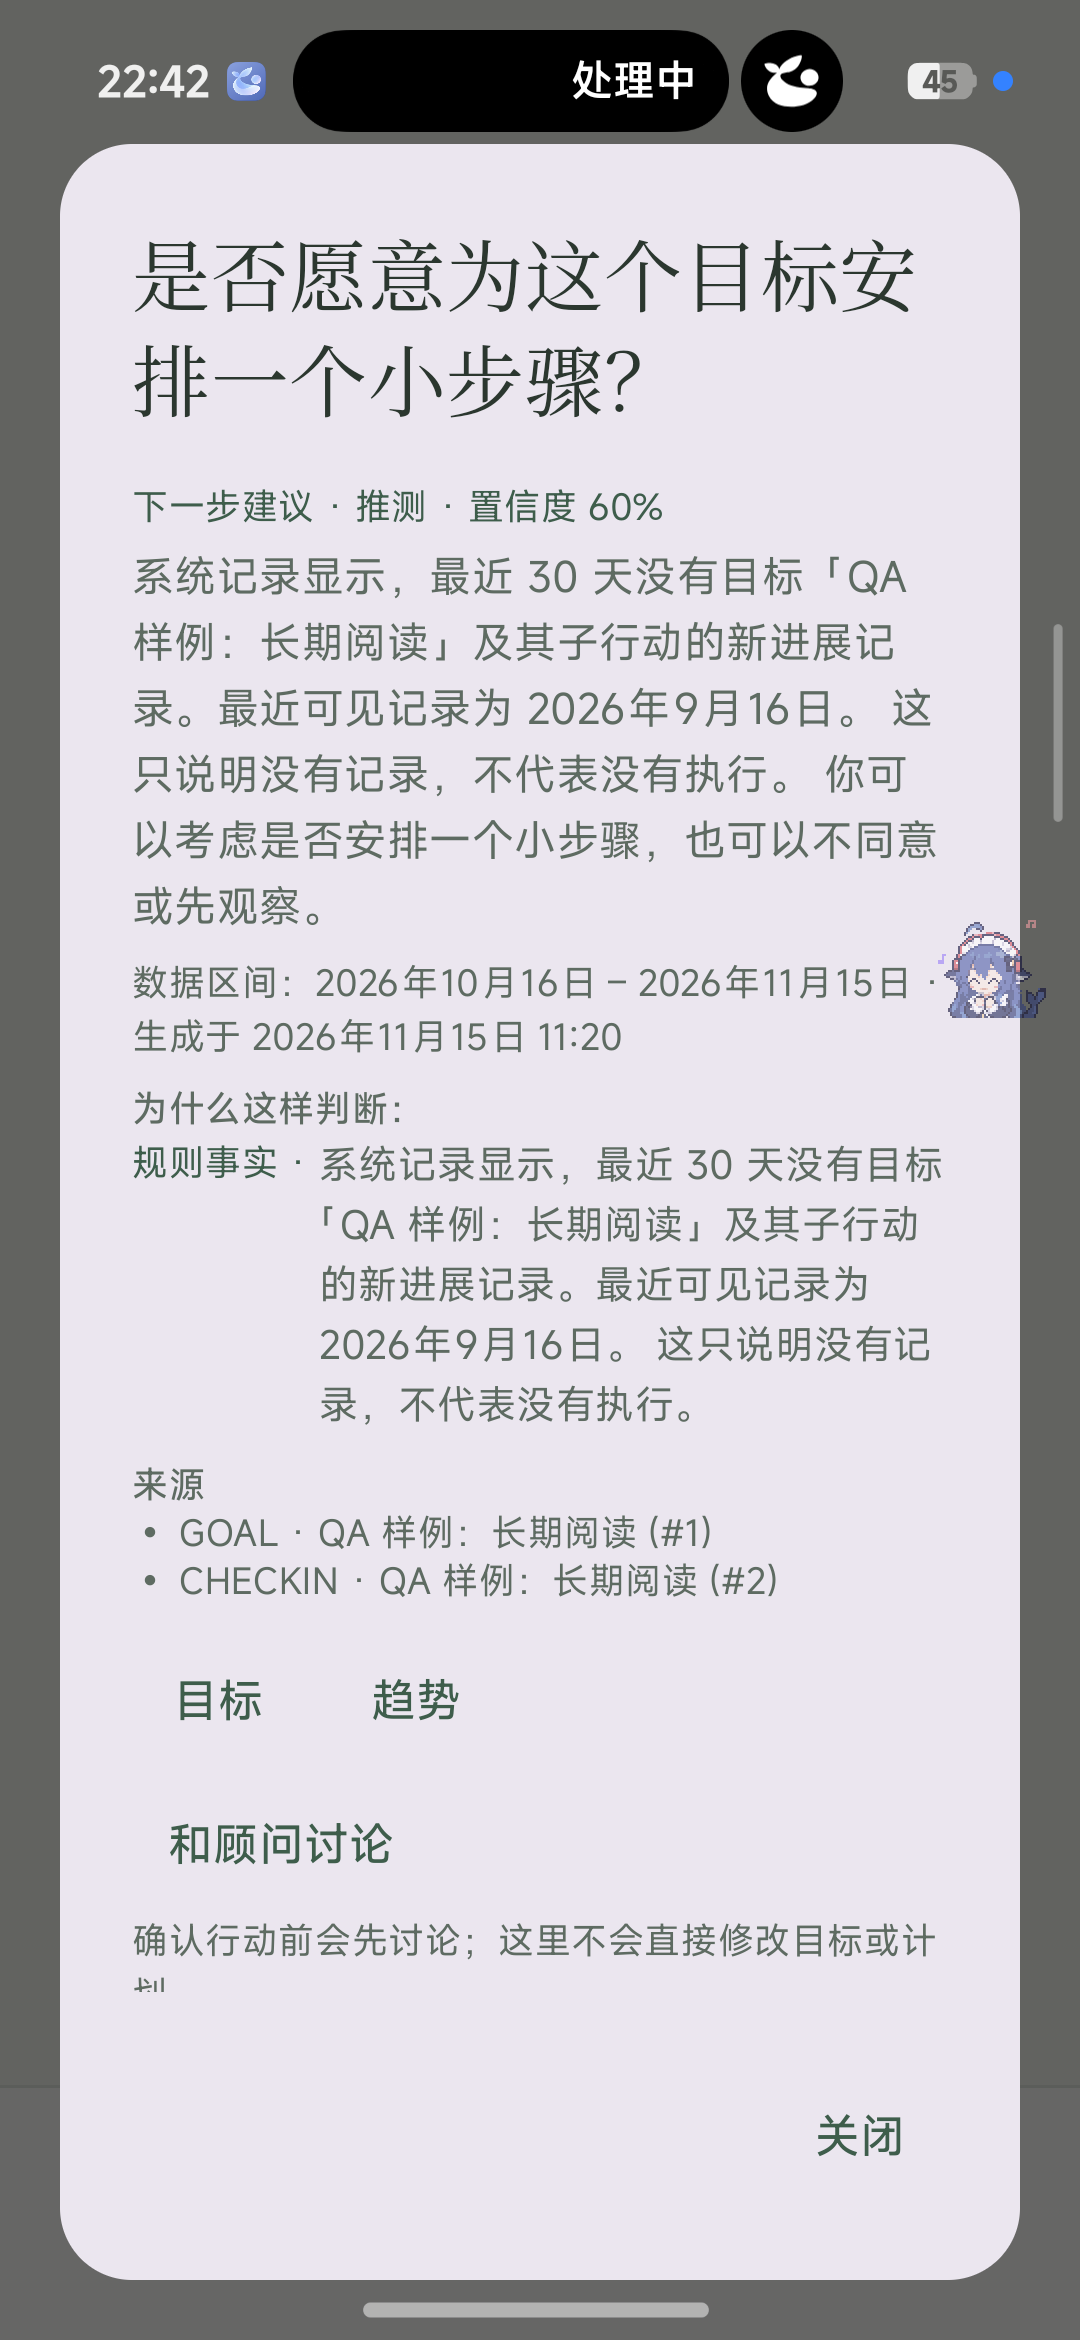 22:42
处理中
45
是否愿意为这个目标安
排一个小步骤？
下一步建议 · 推测 · 置信度 60%
系统记录显示，最近 30 天没有目标「QA
样例：长期阅读」及其子行动的新进展记
录。最近可见记录为 2026年9月16日。 这
只说明没有记录，不代表没有执行。 你可
以考虑是否安排一个小步骤，也可以不同意
或先观察。
数据区间：2026年10月16日 – 2026年11月15日 ·
生成于 2026年11月15日 11:20
为什么这样判断：
规则事实 · 系统记录显示，最近 30 天没有目标
「QA 样例：长期阅读」及其子行动
的新进展记录。最近可见记录为
2026年9月16日。 这只说明没有记
录，不代表没有执行。
来源
• GOAL · QA 样例：长期阅读 (#1)
• CHECKIN · QA 样例：长期阅读 (#2)
目标 趋势
和顾问讨论
确认行动前会先讨论；这里不会直接修改目标或计
关闭